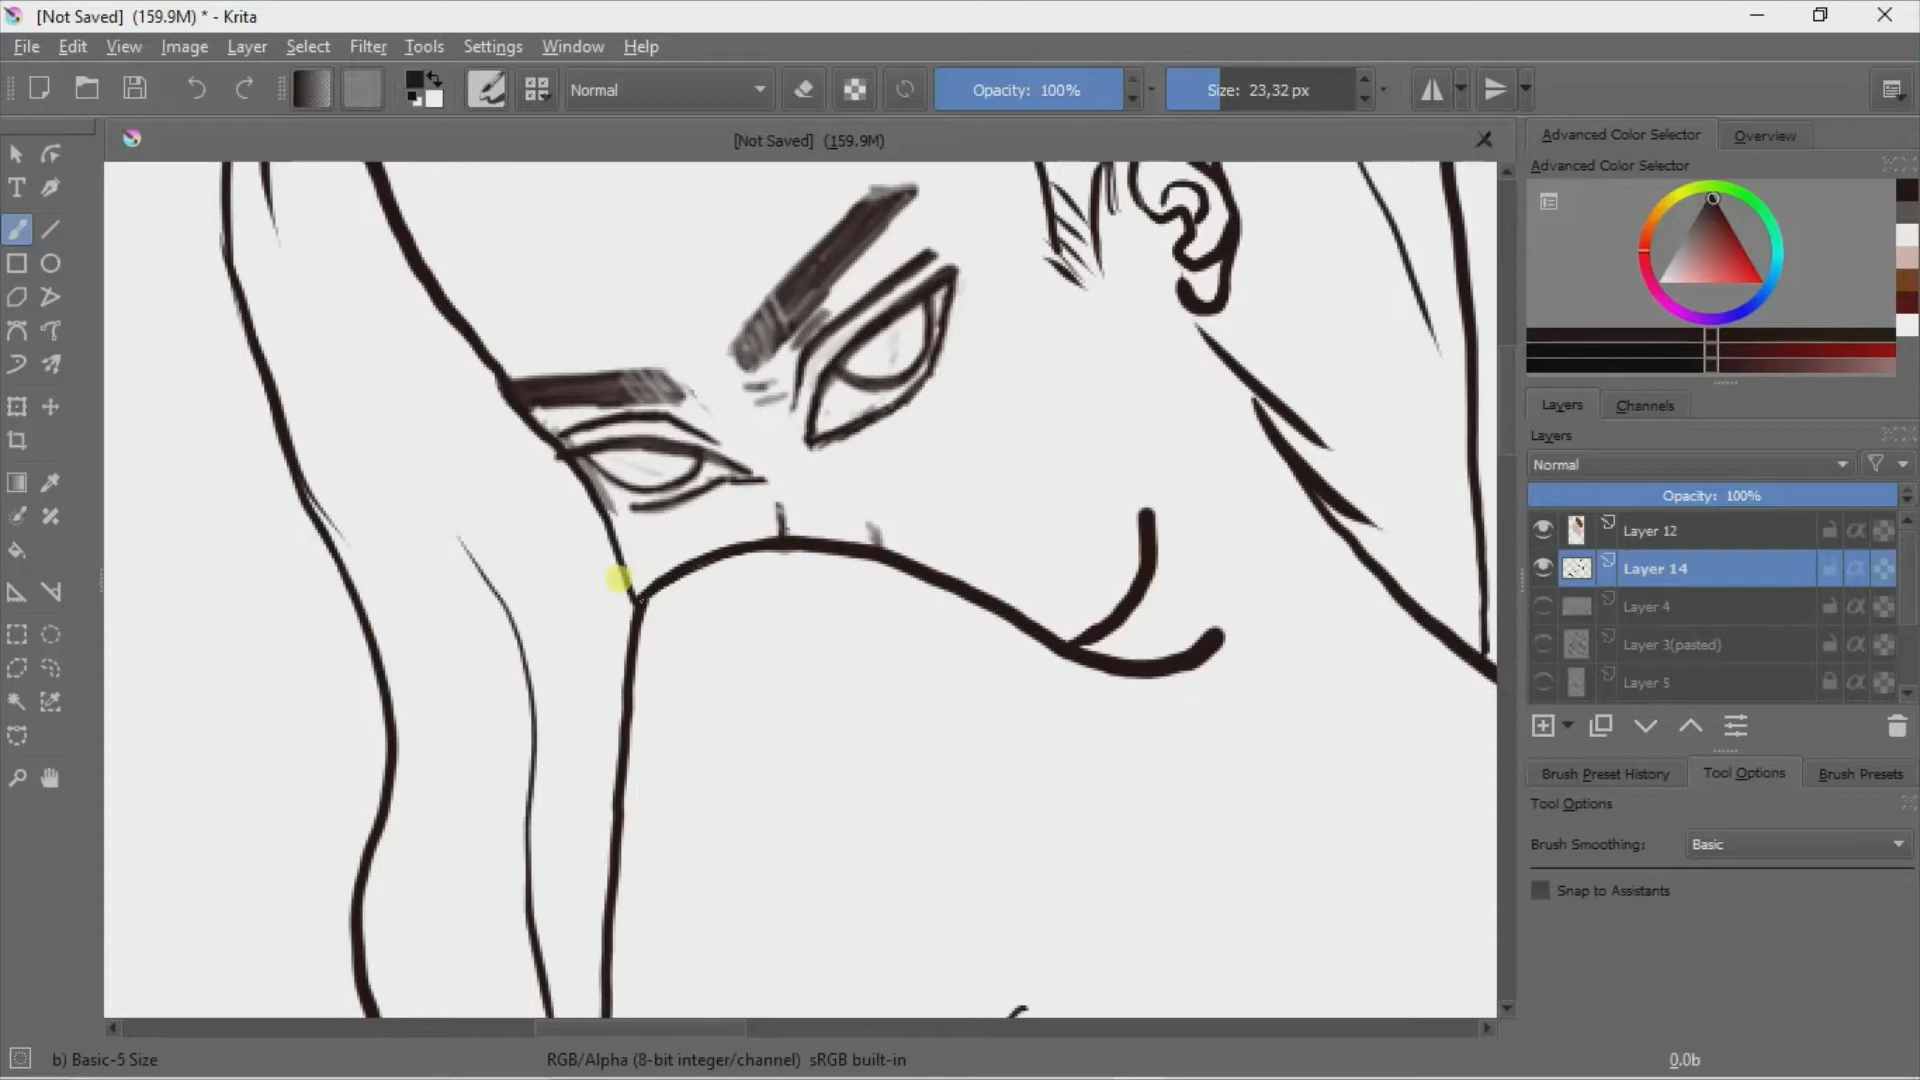 [Not Saved]  (159.9M) * - Krita
File Edit View Image Layer Select Filter Tools Settings Window Help
Normal Opacity: 100% Size: 23,32 px
[Not Saved]  (159.9M)
Advanced Color Selector Overview
Advanced Color Selector
Layers Channels
Layers
Normal
Opacity: 100%
Layer 12
Layer 14
Layer 4
Layer 3(pasted)
Layer 5
Brush Preset History Tool Options Brush Presets
Tool Options
Brush Smoothing: Basic
Snap to Assistants
b) Basic-5 Size RGB/Alpha (8-bit integer/channel)  sRGB built-in 0.0b